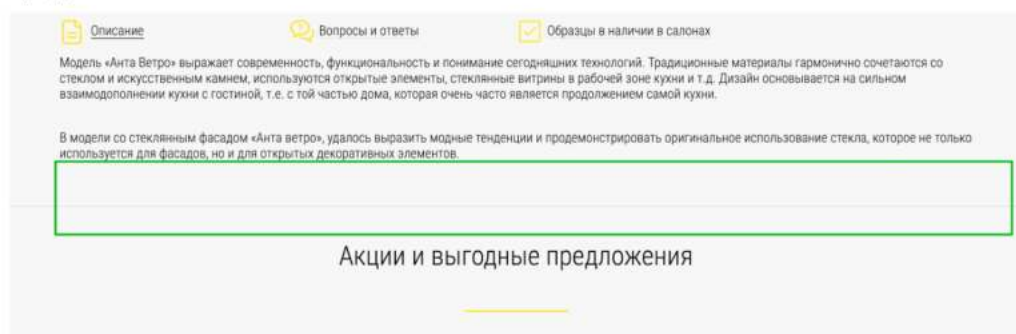 Описание
Вопросы и ответы
Образцы в наличии в салонах
Модель «Анта Ветро» выражает современность, функциональность и понимание сегодняшних технологий. Традиционные материалы гармонично сочетаются со
стеклом и искусственным камнем, используются открытые элементы, стеклянные витрины в рабочей зоне кухни и т.д. Дизайн основывается на сильном
взаимодополнении кухни с гостиной, т.е. с той частью дома, которая очень часто является продолжением самой кухни.
В модели со стеклянным фасадом «Анта ветро», удалось выразить модные тенденции и продемонстрировать оригинальное использование стекла, которое не только
используется для фасадов, но и для открытых декоративных элементов.
Акции и выгодные предложения